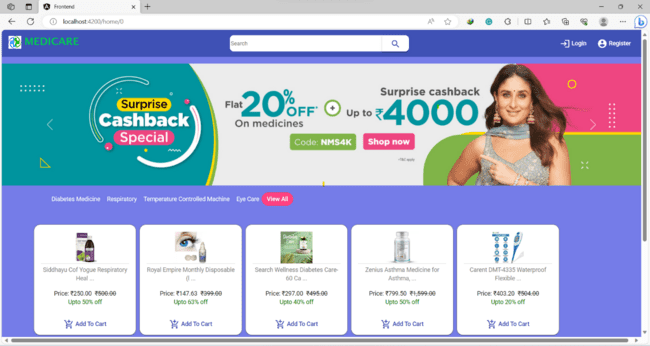 Frontend
localhost:4200/home/0
MEDICARE
Search
Login
Register
Surprise
Cashback
Special
Flat 20% OFF*
On medicines
+
Surprise cashback
Up to ₹4000
Code: NMS4K
Shop now
Diabetes Medicine Respiratory Temperature Controlled Machine Eye Care View All
Siddhayu Cof Yogue Respiratory
Heal ...
Price: ₹250.00 ₹500.00
Upto 50% off
Add To Cart
Royal Empire Monthly Disposable
(I ...
Price: ₹147.63 ₹399.00
Upto 63% off
Add To Cart
Search Wellness Diabetes Care-
60 Ca ...
Price: ₹297.00 ₹495.00
Upto 40% off
Add To Cart
Zenius Asthma Medicine for
Asthma, ...
Price: ₹799.50 ₹1,599.00
Upto 50% off
Add To Cart
Carent DMT-4335 Waterproof
Flexible ...
Price: ₹403.20 ₹504.00
Upto 20% off
Add To Cart